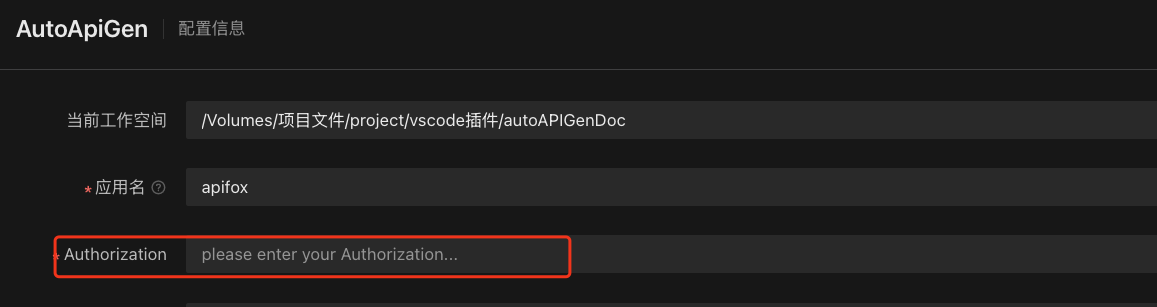 AutoApiGen 配置信息
当前工作空间 /Volumes/项目文件/project/vscode插件/autoAPIGenDoc
* 应用名 ? apifox
* Authorization please enter your Authorization...